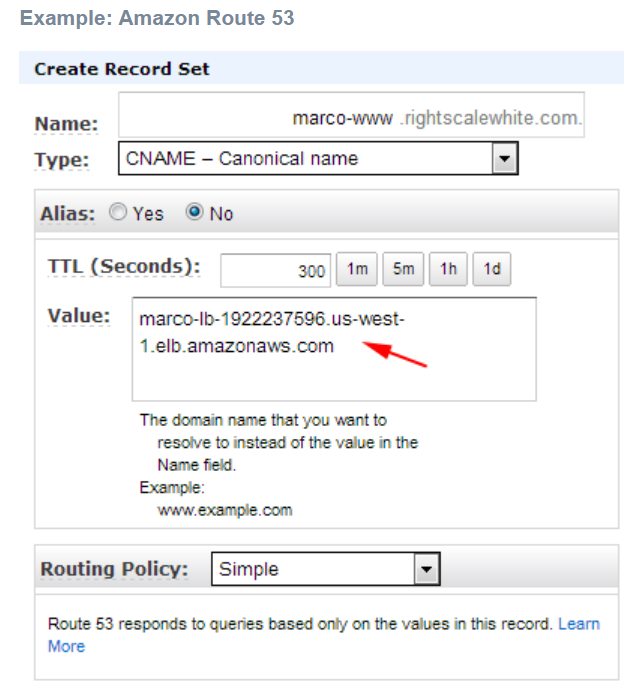 Example: Amazon Route 53
Create Record Set
Name: marco-www .rightscalewhite.com.
Type: CNAME – Canonical name
Alias: Yes No
TTL (Seconds): 300 1m 5m 1h 1d
Value: marco-lb-1922237596.us-west-
1.elb.amazonaws.com
The domain name that you want to
resolve to instead of the value in the
Name field.
Example:
www.example.com
Routing Policy: Simple
Route 53 responds to queries based only on the values in this record. Learn
More